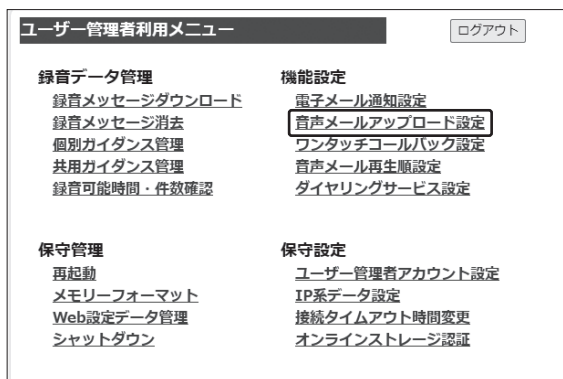 ユーザー管理者利用メニュー
ログアウト
録音データ管理
録音メッセージダウンロード
録音メッセージ消去
個別ガイダンス管理
共用ガイダンス管理
録音可能時間・件数確認
機能設定
電子メール通知設定
音声メールアップロード設定
ワンタッチコールバック設定
音声メール再生順設定
ダイヤリングサービス設定
保守管理
再起動
メモリーフォーマット
Web設定データ管理
シャットダウン
保守設定
ユーザー管理者アカウント設定
IP系データ設定
接続タイムアウト時間変更
オンラインストレージ認証